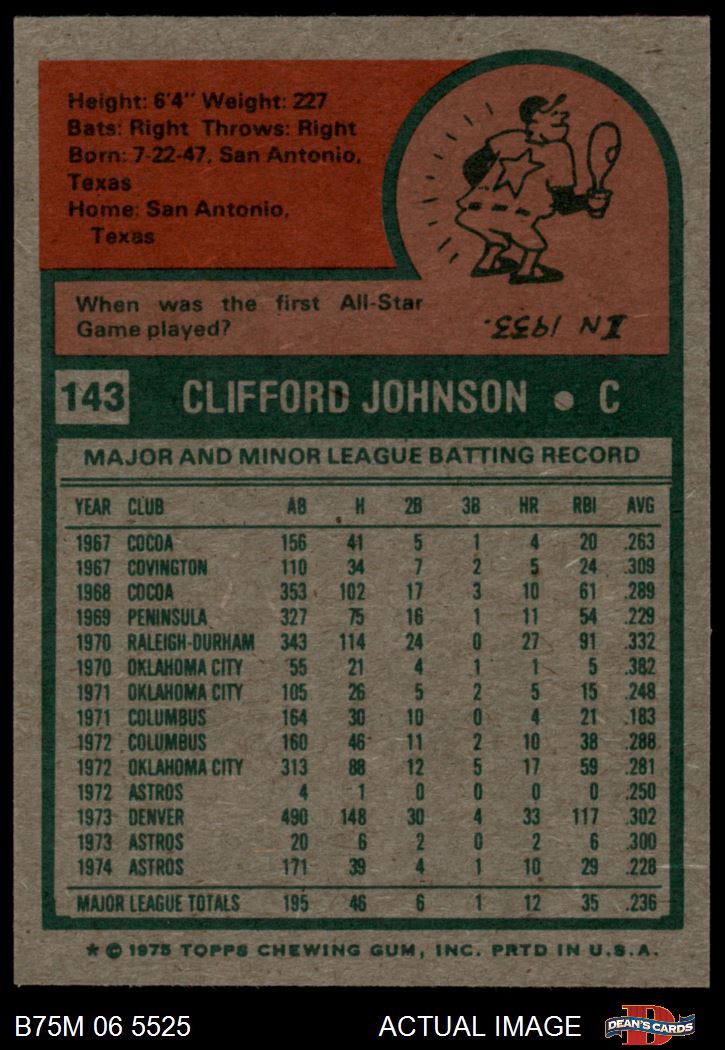 Height: 6'4" Weight: 227
Bats: Right Throws: Right
Born: 7-22-47, San Antonio,
Texas
Home: San Antonio,
Texas
When was the first All-Star
Game played?
IN 1933.
143 CLIFFORD JOHNSON • C
MAJOR AND MINOR LEAGUE BATTING RECORD
YEAR CLUB AB H 2B 3B HR RBI AVG
1967 COCOA 156 41 5 1 4 20 .263
1967 COVINGTON 110 34 7 2 5 24 .309
1968 COCOA 353 102 17 3 10 61 .289
1969 PENINSULA 327 75 16 1 11 54 .229
1970 RALEIGH-DURHAM 343 114 24 0 27 91 .332
1970 OKLAHOMA CITY 55 21 4 1 1 5 .382
1971 OKLAHOMA CITY 105 26 5 2 5 15 .248
1971 COLUMBUS 164 30 10 0 4 21 .183
1972 COLUMBUS 160 46 11 2 10 38 .288
1972 OKLAHOMA CITY 313 88 12 5 17 59 .281
1972 ASTROS 4 1 0 0 0 0 .250
1973 DENVER 490 148 30 4 33 117 .302
1973 ASTROS 20 6 2 0 2 6 .300
1974 ASTROS 171 39 4 1 10 29 .228
MAJOR LEAGUE TOTALS 195 46 6 1 12 35 .236
* © 1975 TOPPS CHEWING GUM, INC. PRTD IN U.S.A.
B75M 06 5525 ACTUAL IMAGE DEAN'S CARDS